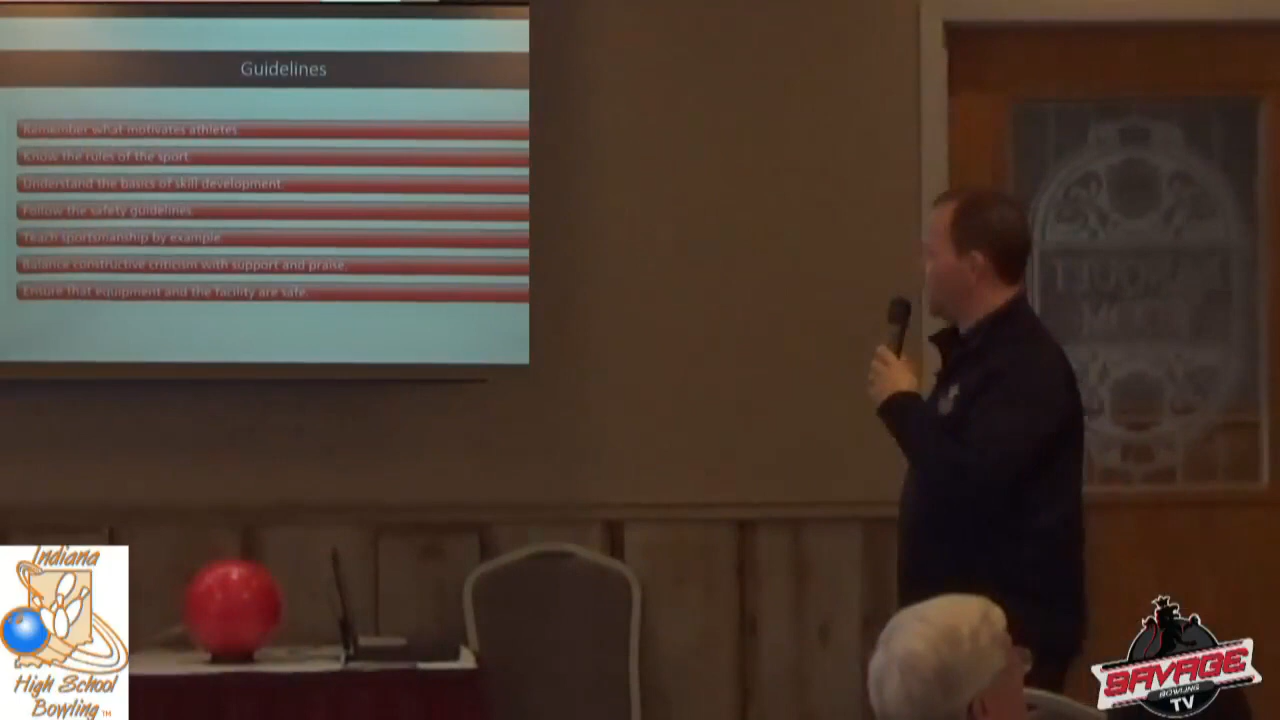 Guidelines
Remember what motivates athletes.
Know the rules of the sport
Understand the basics of skill development.
Follow the safety guidelines.
Teach sportsmanship by example
Balance constructive criticism with support and praise.
Ensure that equipment and the facility are safe.
Indiana
High School
Bowling
TM
SAVAGE
BOWLING
TV